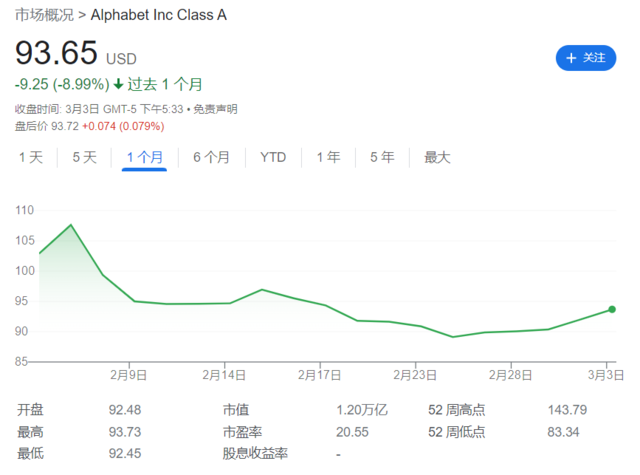 市场概况 > Alphabet Inc Class A
93.65 USD
+ 关注
-9.25 (-8.99%) ↓ 过去 1 个月
收盘时间: 3月3日 GMT-5 下午5:33 • 免责声明
盘后价 93.72 +0.074 (0.079%)
1 天 5 天 1 个月 6 个月 YTD 1 年 5 年 最大
110
105
100
95
90
85
2月9日 2月14日 2月17日 2月23日 2月28日 3月3日
开盘 92.48 市值 1.20万亿 52 周高点 143.79
最高 93.73 市盈率 20.55 52 周低点 83.34
最低 92.45 股息收益率 -